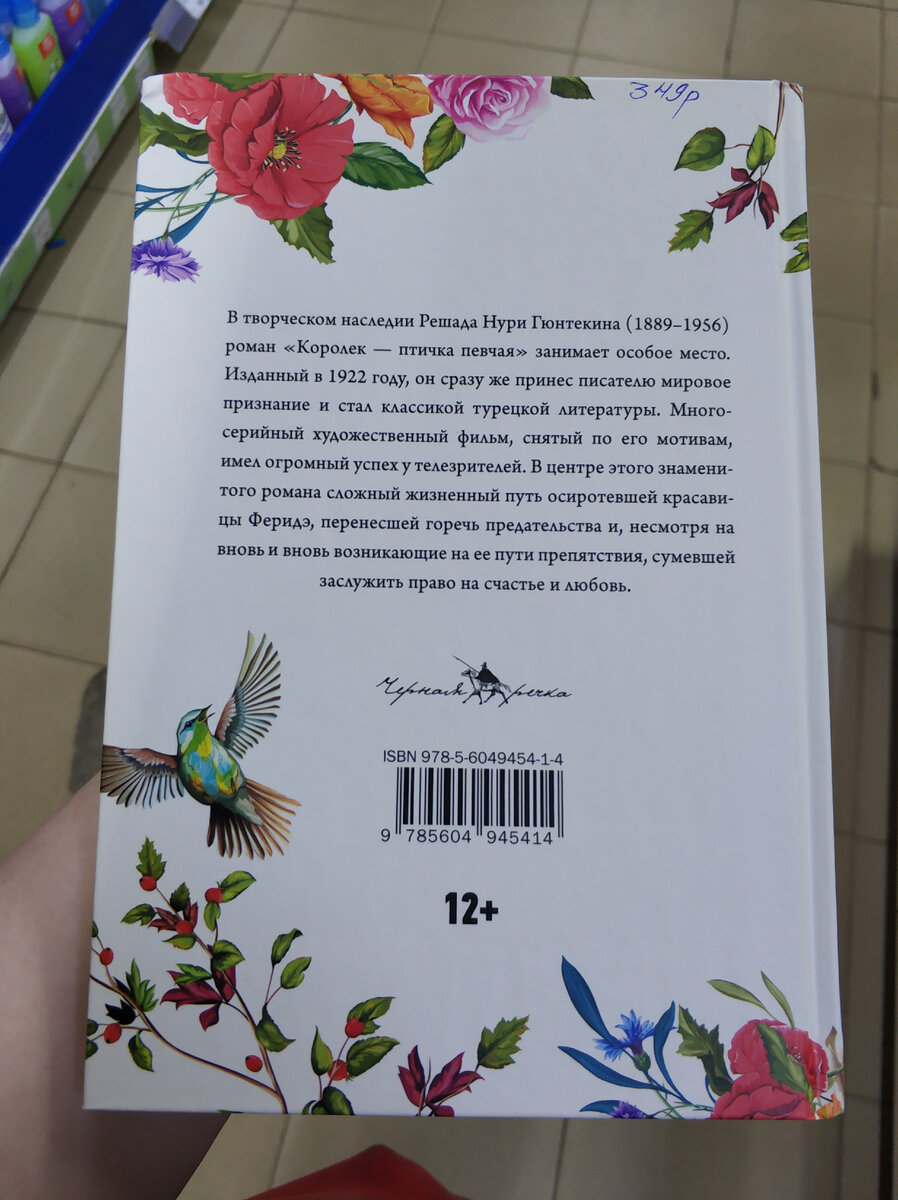 349р
В творческом наследии Решада Нури Гюнтекина (1889–1956)
роман «Королек — птичка певчая» занимает особое место.
Изданный в 1922 году, он сразу же принес писателю мировое
признание и стал классикой турецкой литературы. Много-
серийный художественный фильм, снятый по его мотивам,
имел огромный успех у телезрителей. В центре этого знамени-
того романа сложный жизненный путь осиротевшей красави-
цы Феридэ, перенесшей горечь предательства и, несмотря на
вновь и вновь возникающие на ее пути препятствия, сумевшей
заслужить право на счастье и любовь.
Черная речка
ISBN 978-5-6049454-1-4
9 785604 945414
12+